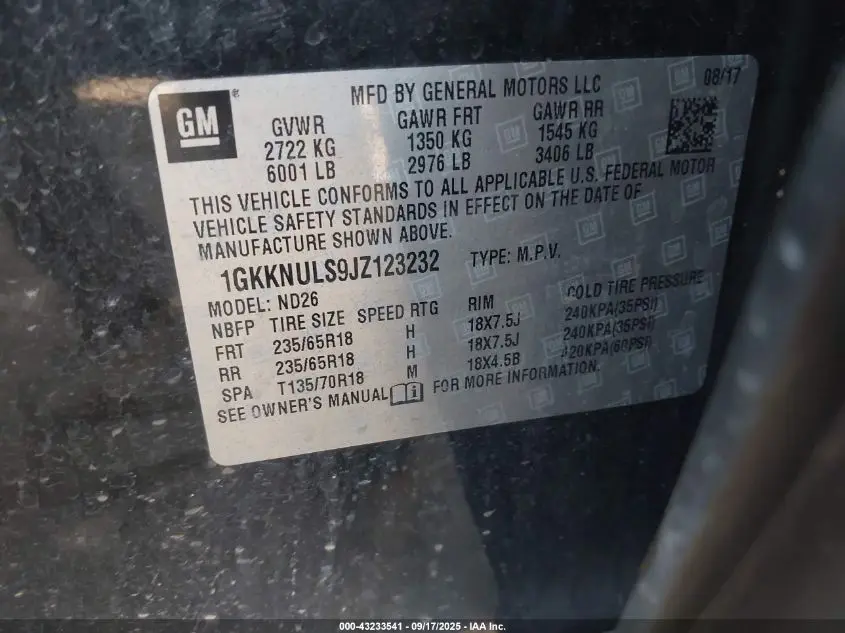 MFD BY GENERAL MOTORS LLC 08/17
GM
GVWR GAWR FRT GAWR RR
2722 KG 1350 KG 1545 KG
6001 LB 2976 LB 3406 LB
THIS VEHICLE CONFORMS TO ALL APPLICABLE U.S. FEDERAL MOTOR
VEHICLE SAFETY STANDARDS IN EFFECT ON THE DATE OF
MANUFACTURE SHOWN ABOVE.
1GKKNULS9JZ123232 TYPE: M.P.V.
MODEL: ND26
NBFP TIRE SIZE SPEED RTG RIM COLD TIRE PRESSURE
FRT 235/65R18 H 18X7.5J 240KPA(35PSI)
RR 235/65R18 H 18X7.5J 240KPA(35PSI)
SPA T135/70R18 M 18X4.5B 420KPA(60PSI)
SEE OWNER'S MANUAL FOR MORE INFORMATION.
000-43233541 - 09/17/2025 - IAA Inc.